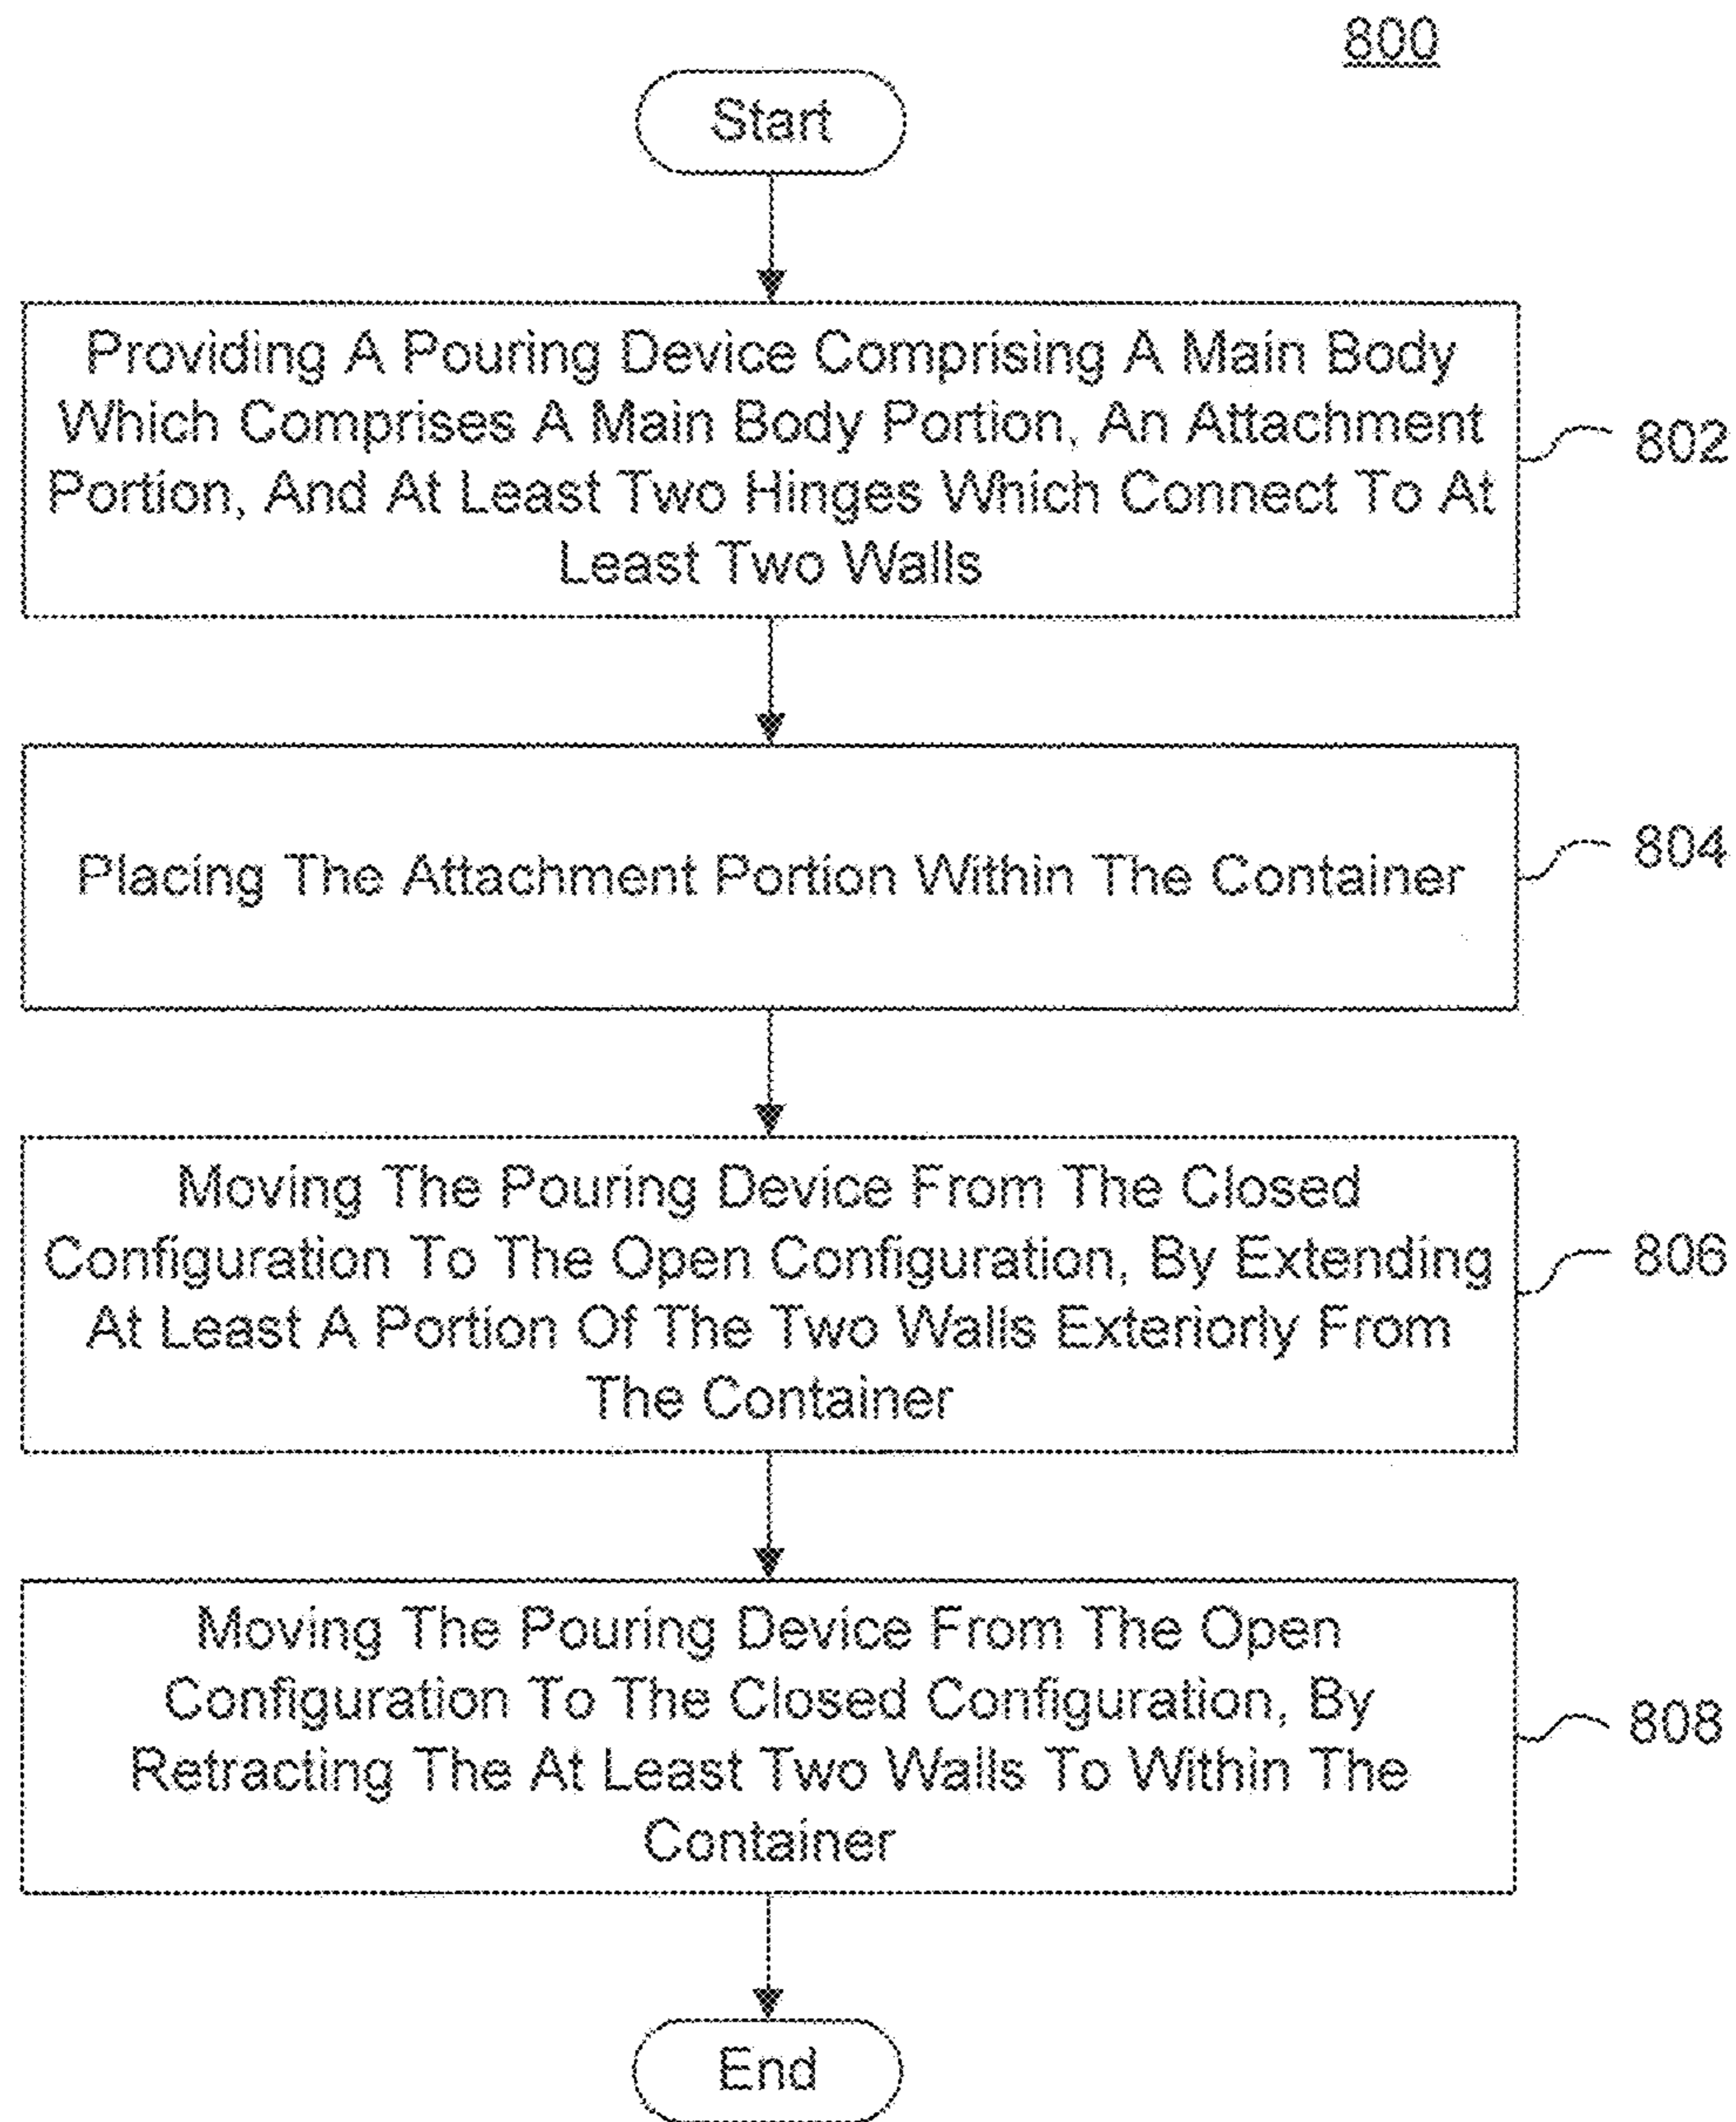 800
Start
Providing A Pouring Device Comprising A Main Body
Which Comprises A Main Body Portion, An Attachment
Portion, And At Least Two Hinges Which Connect To At
Least Two Walls
802
Placing The Attachment Portion Within The Container
804
Moving The Pouring Device From The Closed
Configuration To The Open Configuration, By Extending
At Least A Portion Of The Two Walls Exteriorly From
The Container
806
Moving The Pouring Device From The Open
Configuration To The Closed Configuration, By
Retracting The At Least Two Walls To Within The
Container
808
End